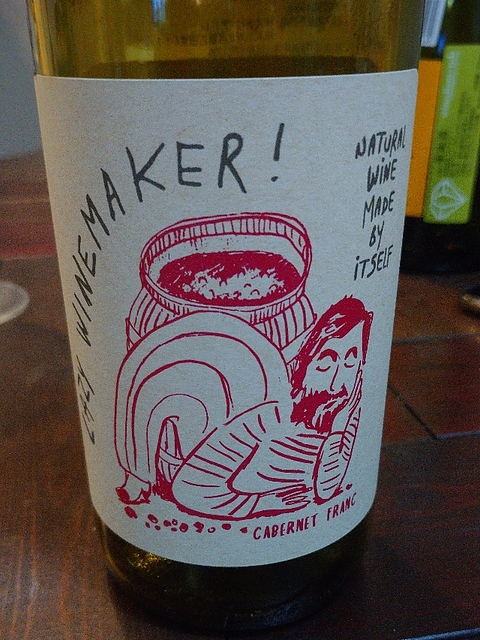 LAZY WINEMAKER!
NATURAL
WINE
MADE
BY
iTSELF
CABERNET FRANC